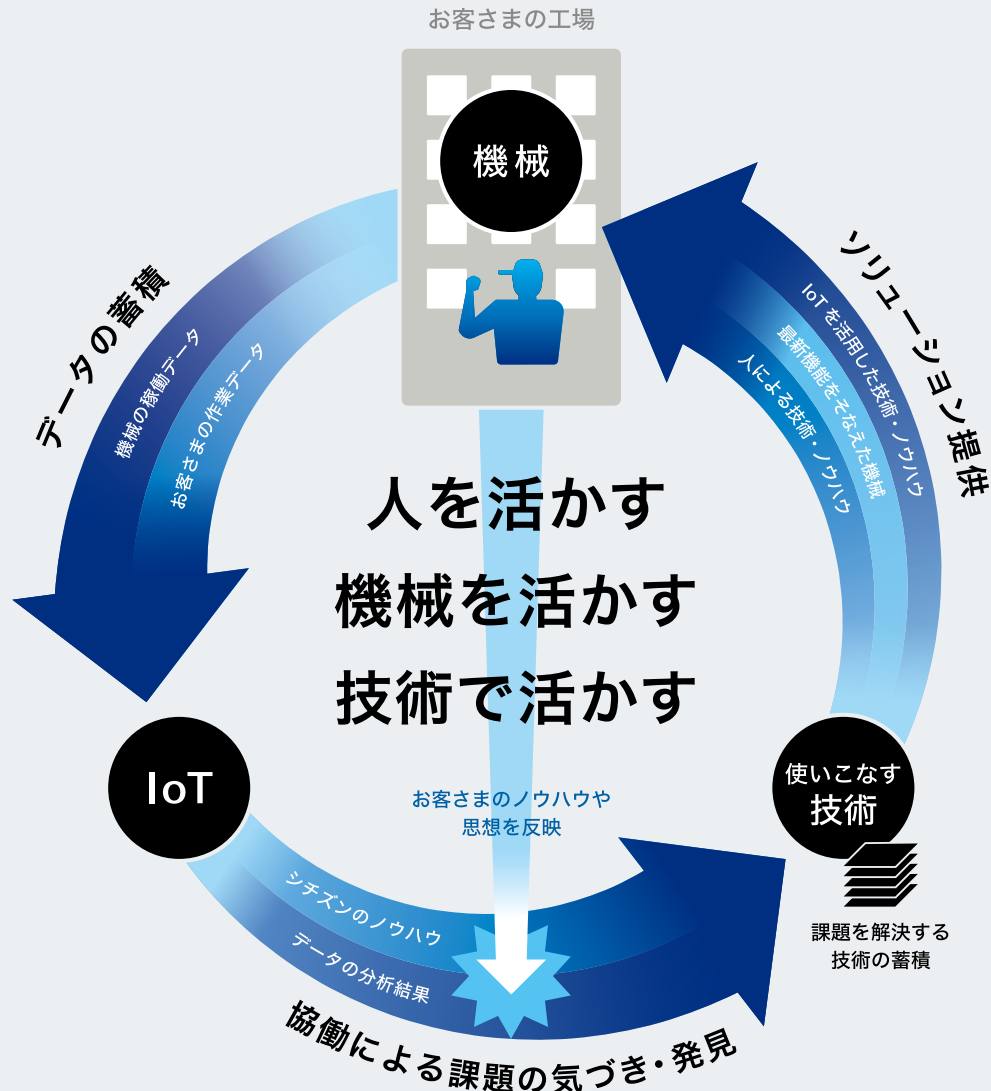 お客さまの工場
機械
データの蓄積
機械の稼働データ
お客さまの作業データ
ソリューション提供
IoTを活用した技術・ノウハウ
最新機能をそなえた機械
人による技術・ノウハウ
人を活かす
機械を活かす
技術で活かす
IoT
使いこなす
技術
お客さまのノウハウや
思想を反映
課題を解決する
技術の蓄積
シチズンのノウハウ
データの分析結果
協働による課題の気づき・発見